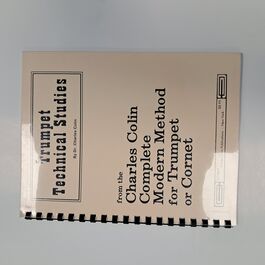 Trumpet
Technical Studies
By Dr. Charles Colin
from the
Charles Colin
Complete
Modern Method
for Trumpet
or Cornet